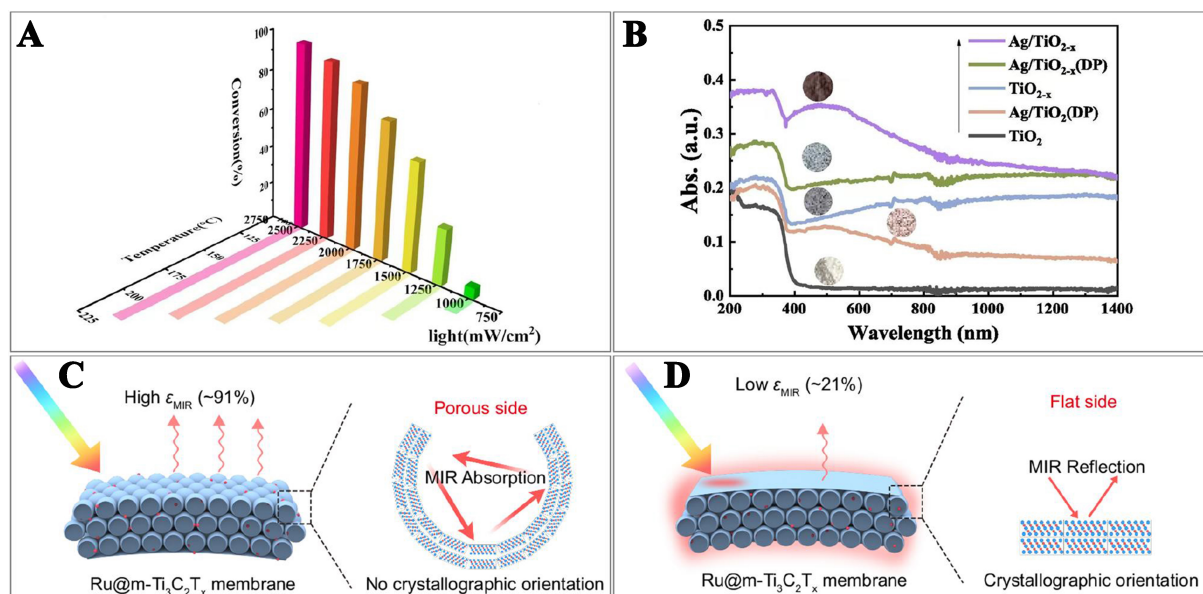 A
Conversion(%)
100
80
60
40
20
0
Temperature(°C)
125
150
175
200
225
2750
2500
2250
2000
1750
1500
1250
1000
750
light(mW/cm²)
B
Abs. (a.u.)
0.5
0.4
0.3
0.2
0.1
0.0
Ag/TiO₂₋ₓ
Ag/TiO₂₋ₓ(DP)
TiO₂₋ₓ
Ag/TiO₂(DP)
TiO₂
200 400 600 800 1000 1200 1400
Wavelength (nm)
C
High εMIR (~91%)
Porous side
MIR Absorption
Ru@m-Ti₃C₂Tₓ membrane
No crystallographic orientation
D
Low εMIR (~21%)
Flat side
MIR Reflection
Ru@m-Ti₃C₂Tₓ membrane
Crystallographic orientation